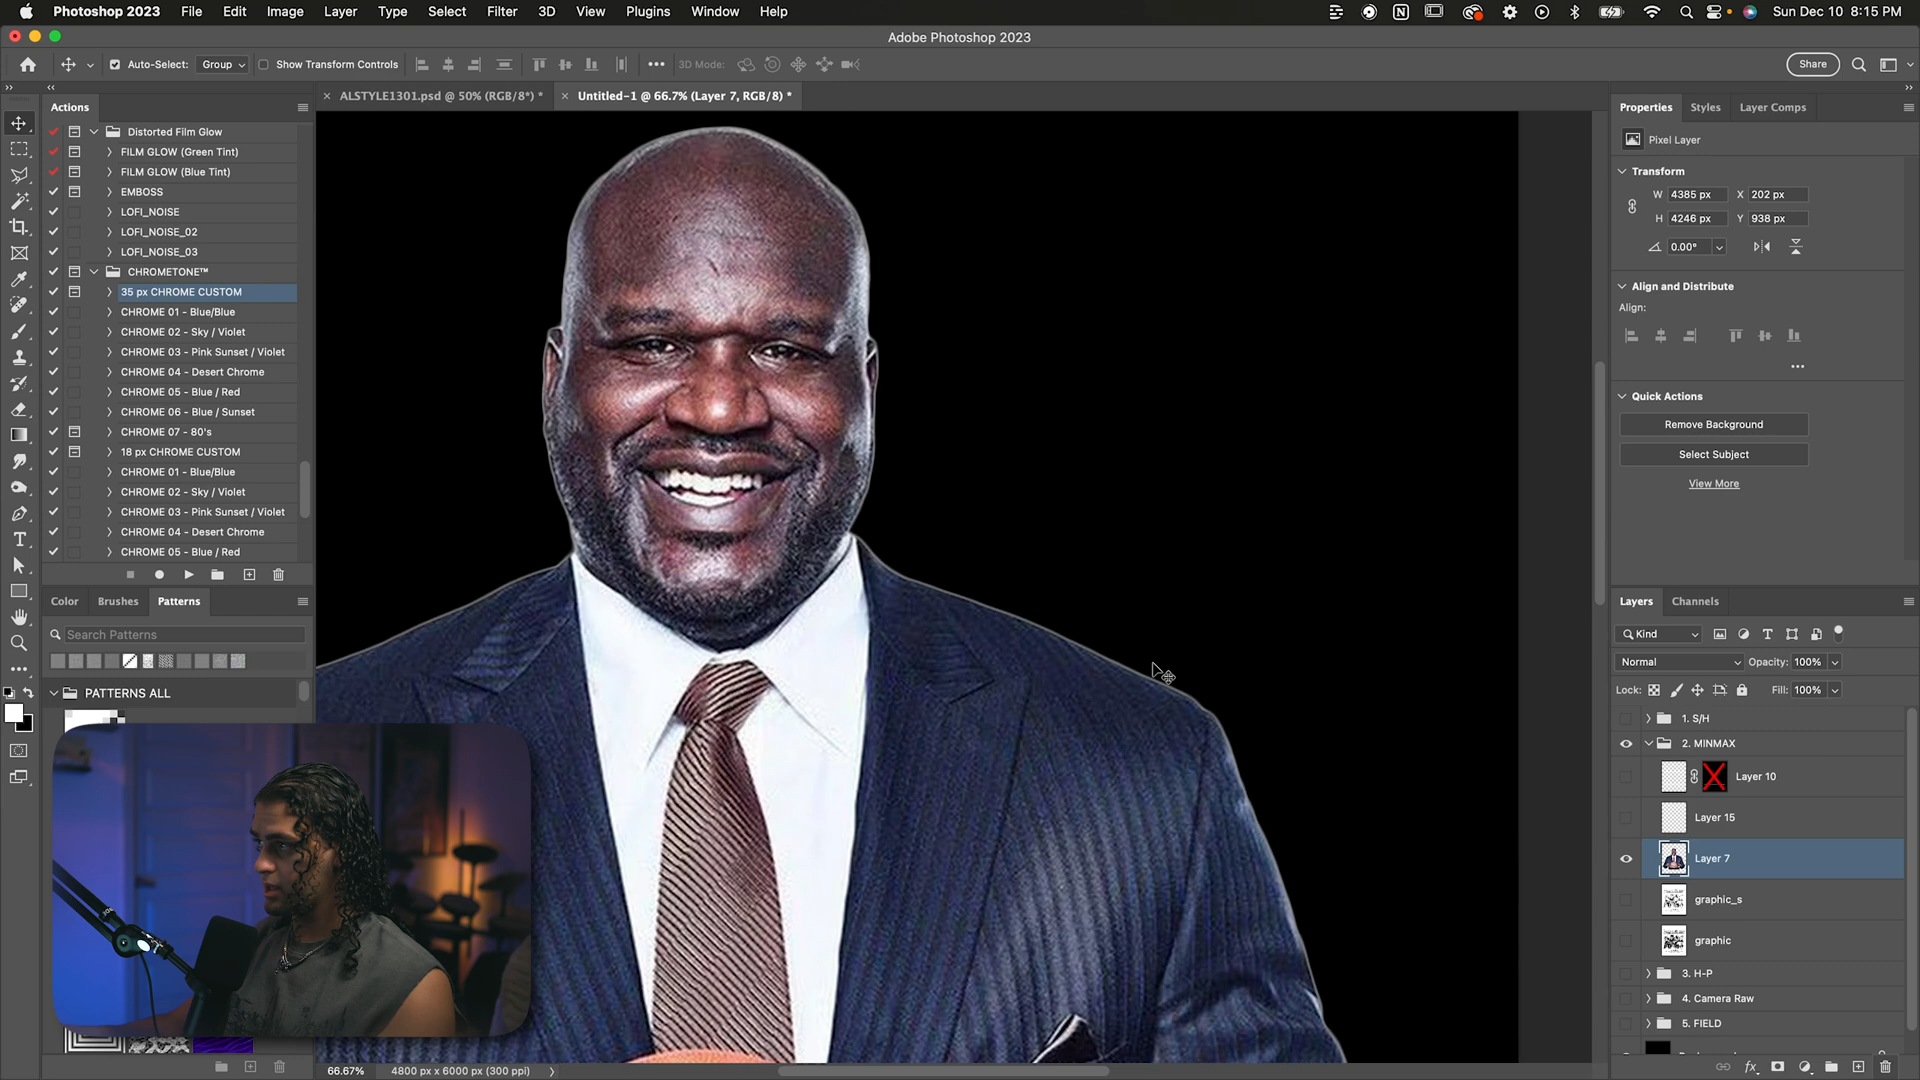 Photoshop 2023 File Edit Image Layer Type Select Filter 3D View Plugins Window Help Sun Dec 10 8:15 PM
Adobe Photoshop 2023
Auto-Select: Group Show Transform Controls 3D Mode: Share
Actions
ALSTYLE1301.psd @ 50% (RGB/8*) *
Untitled-1 @ 66.7% (Layer 7, RGB/8) *
Distorted Film Glow
FILM GLOW (Green Tint)
FILM GLOW (Blue Tint)
EMBOSS
LOFI_NOISE
LOFI_NOISE_02
LOFI_NOISE_03
CHROMETONE™
35 px CHROME CUSTOM
CHROME 01 - Blue/Blue
CHROME 02 - Sky / Violet
CHROME 03 - Pink Sunset / Violet
CHROME 04 - Desert Chrome
CHROME 05 - Blue / Red
CHROME 06 - Blue / Sunset
CHROME 07 - 80's
18 px CHROME CUSTOM
CHROME 01 - Blue/Blue
CHROME 02 - Sky / Violet
CHROME 03 - Pink Sunset / Violet
CHROME 04 - Desert Chrome
CHROME 05 - Blue / Red
Color Brushes Patterns
Search Patterns
PATTERNS ALL
66.67% 4800 px x 6000 px (300 ppi)
Properties Styles Layer Comps
Pixel Layer
Transform
W 4385 px X 202 px
H 4246 px Y 938 px
0.00°
Align and Distribute
Align:
Quick Actions
Remove Background
Select Subject
View More
Layers Channels
Kind
Normal Opacity: 100%
Lock: Fill: 100%
1. S/H
2. MINMAX
Layer 10
Layer 15
Layer 7
graphic_s
graphic
3. H-P
4. Camera Raw
5. FIELD